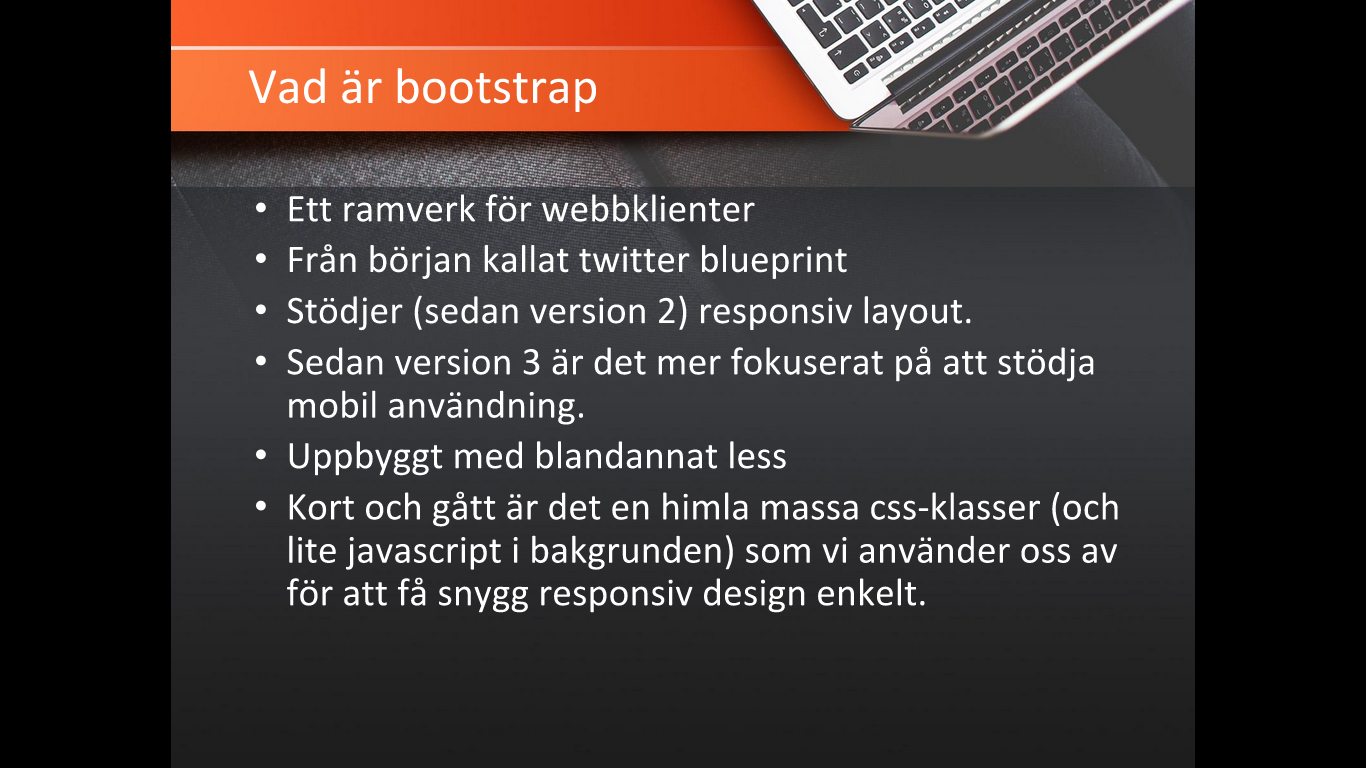 Vad är bootstrap
• Ett ramverk för webbklienter
• Från början kallat twitter blueprint
• Stödjer (sedan version 2) responsiv layout.
• Sedan version 3 är det mer fokuserat på att stödja
mobil användning.
• Uppbyggt med blandannat less
• Kort och gått är det en himla massa css-klasser (och
lite javascript i bakgrunden) som vi använder oss av
för att få snygg responsiv design enkelt.